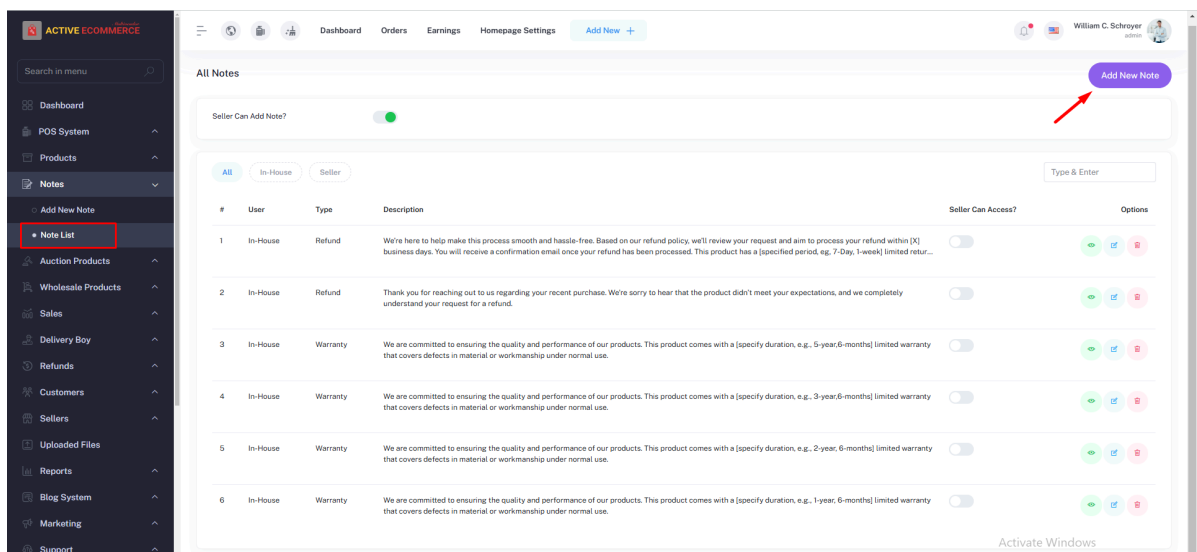 ACTIVE ECOMMERCE
Dashboard
Orders
Earnings
Homepage Settings
Add New +
William C. Schroyer
admin
Search in menu
Dashboard
POS System
Products
Notes
Add New Note
Note List
Auction Products
Wholesale Products
Sales
Delivery Boy
Refunds
Customers
Sellers
Uploaded Files
Reports
Blog System
Marketing
Support
All Notes
Add New Note
Seller Can Add Note?
All
In-House
Seller
Type & Enter
# User Type Description Seller Can Access? Options
1 In-House Refund We're here to help make this process smooth and hassle-free. Based on our refund policy, we'll review your request and aim to process your refund within [X]
business days. You will receive a confirmation email once your refund has been processed. This product has a [specified period, eg, 7-Day, 1-week] limited retur...
2 In-House Refund Thank you for reaching out to us regarding your recent purchase. We're sorry to hear that the product didn't meet your expectations, and we completely
understand your request for a refund.
3 In-House Warranty We are committed to ensuring the quality and performance of our products. This product comes with a [specify duration, e.g., 5-year,6-months] limited warranty
that covers defects in material or workmanship under normal use.
4 In-House Warranty We are committed to ensuring the quality and performance of our products. This product comes with a [specify duration, e.g., 3-year,6-months] limited warranty
that covers defects in material or workmanship under normal use.
5 In-House Warranty We are committed to ensuring the quality and performance of our products. This product comes with a [specify duration, e.g., 2-year, 6-months] limited warranty
that covers defects in material or workmanship under normal use.
6 In-House Warranty We are committed to ensuring the quality and performance of our products. This product comes with a [specify duration, e.g., 1-year, 6-months] limited warranty
that covers defects in material or workmanship under normal use.
Activate Windows